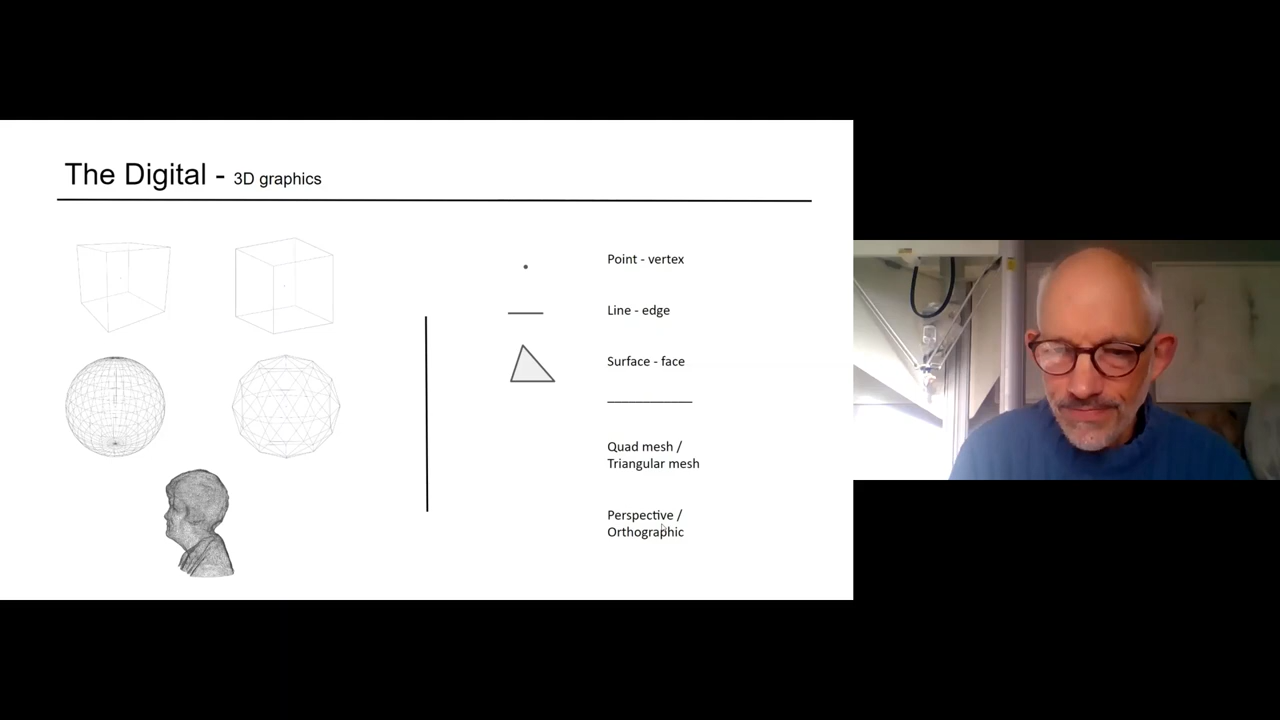 The Digital - 3D graphics
Point - vertex
Line - edge
Surface - face
Quad mesh /
Triangular mesh
Perspective /
Orthographic